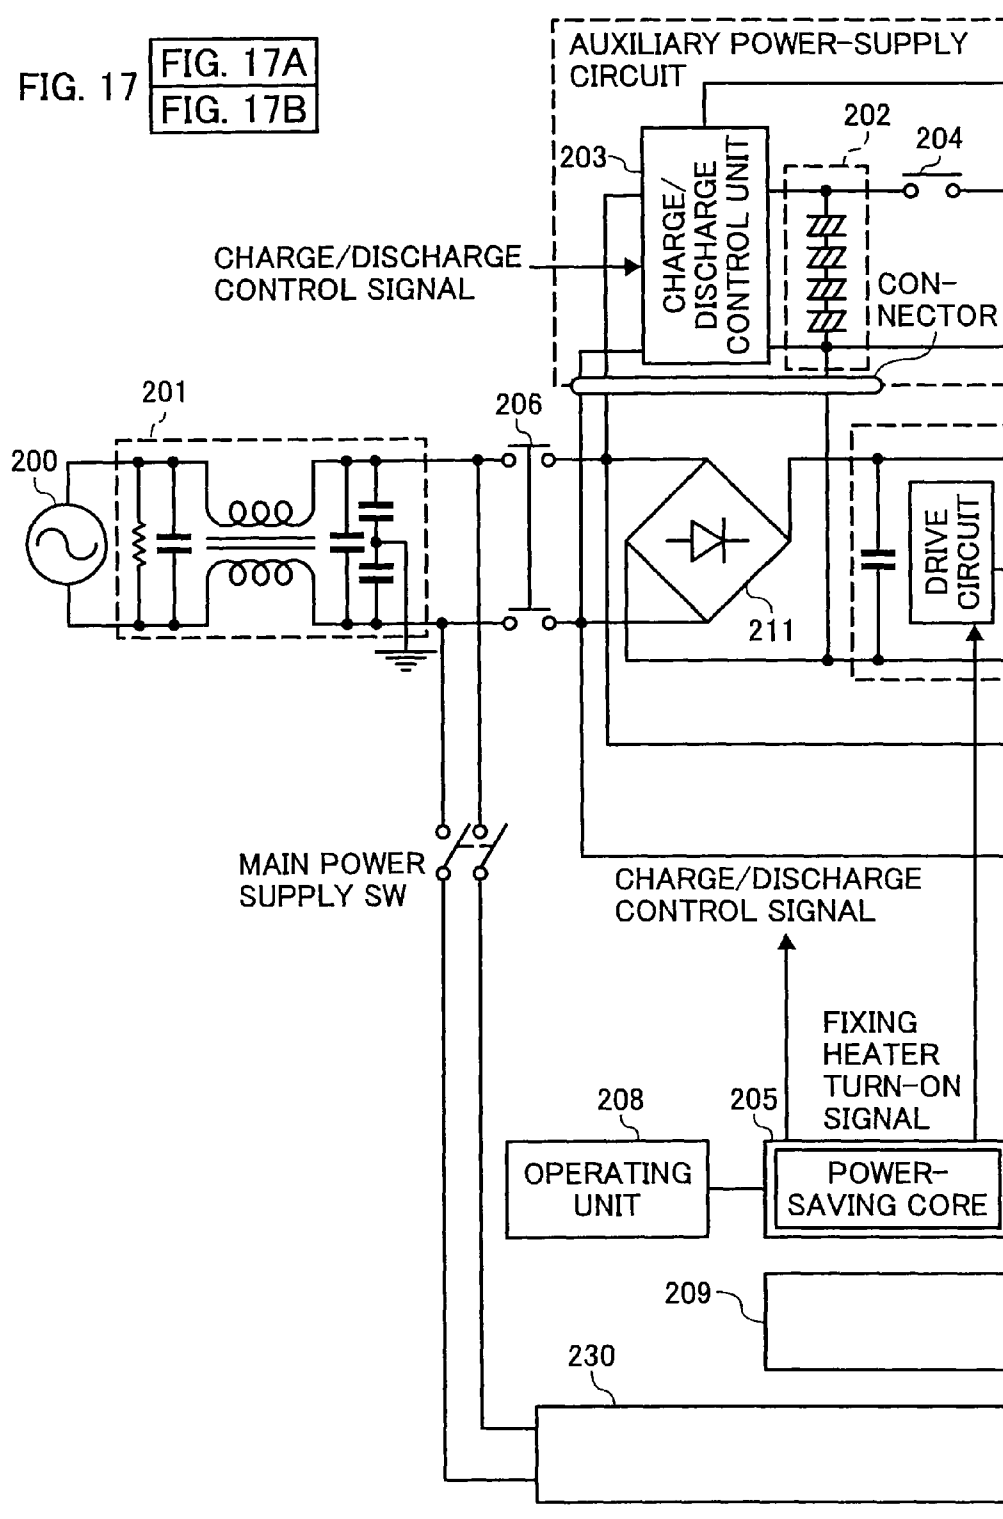 FIG. 17
FIG. 17A
FIG. 17B
AUXILIARY POWER-SUPPLY
CIRCUIT
202
204
203
CHARGE/
DISCHARGE
CONTROL UNIT
CHARGE/DISCHARGE
CONTROL SIGNAL
CON-
NECTOR
201
206
200
DRIVE
CIRCUIT
211
MAIN POWER
SUPPLY SW
CHARGE/DISCHARGE
CONTROL SIGNAL
FIXING
HEATER
TURN-ON
SIGNAL
208
205
OPERATING
UNIT
POWER-
SAVING CORE
209
230